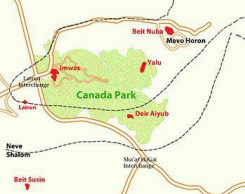 Beit Nuba
Mevo Horon
Yalu
Imwas
Latrun
Interchange
Canada Park
Latrun
Deir Aiyub
Neve
Shalom
Sha'ar HaGai
Interchange
Beit Susin